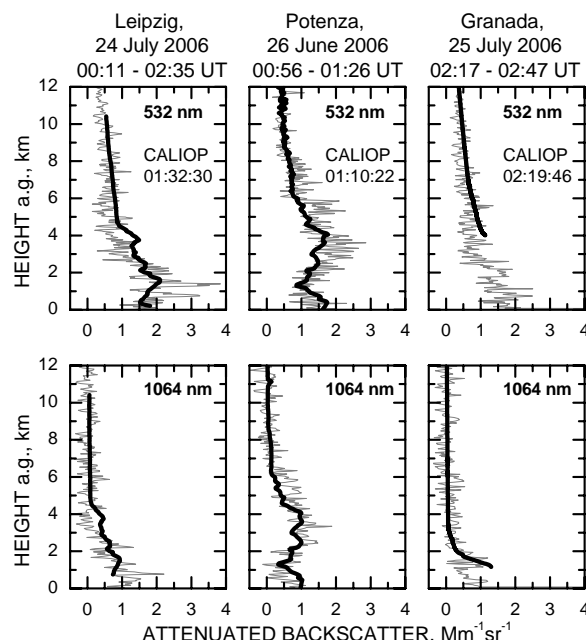 Leipzig,
24 July 2006
00:11 - 02:35 UT
Potenza,
26 June 2006
00:56 - 01:26 UT
Granada,
25 July 2006
02:17 - 02:47 UT
HEIGHT a.g., km
12
10
8
6
4
2
0
532 nm
CALIOP
01:32:30
532 nm
CALIOP
01:10:22
532 nm
CALIOP
02:19:46
0 1 2 3 4
0 1 2 3 4
0 1 2 3 4
HEIGHT a.g., km
12
10
8
6
4
2
0
1064 nm
1064 nm
1064 nm
0 1 2 3 4
0 1 2 3 4
0 1 2 3 4
ATTENUATED BACKSCATTER, Mm⁻¹sr⁻¹